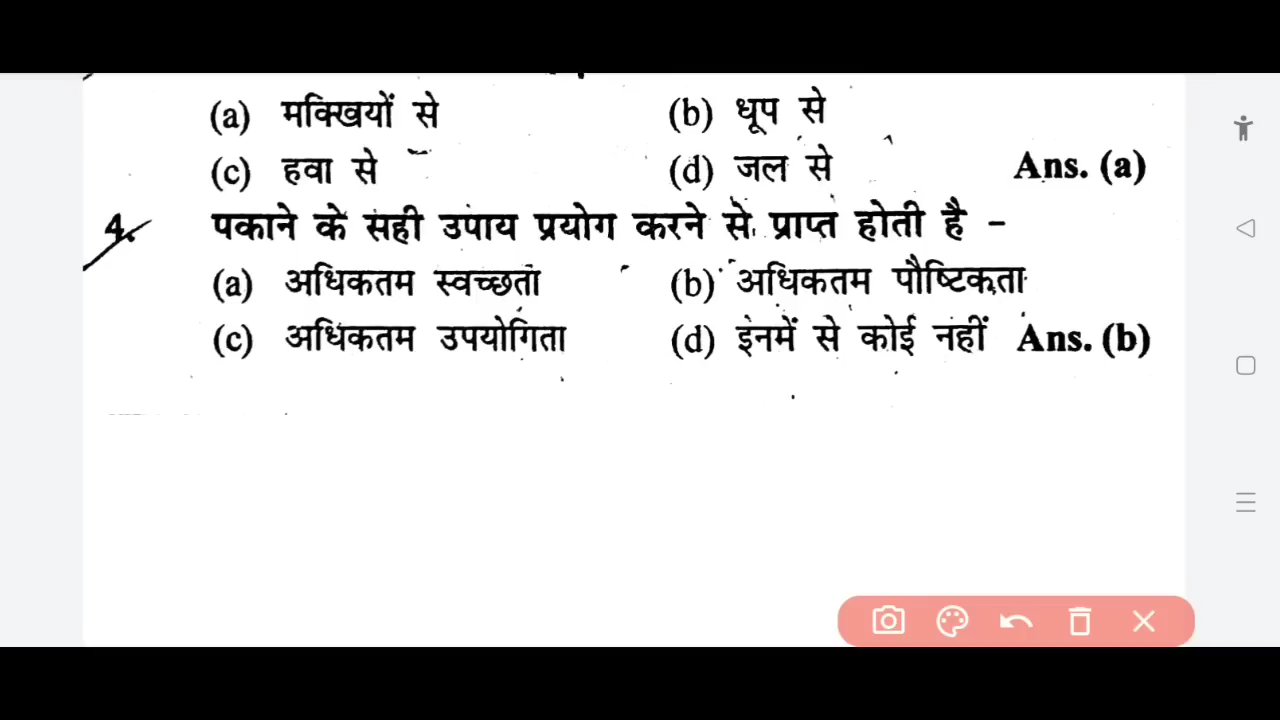 (a) मक्खियों से (b) धूप से
(c) हवा से (d) जल से Ans. (a)
4. पकाने के सही उपाय प्रयोग करने से प्राप्त होती है -
(a) अधिकतम स्वच्छता (b) अधिकतम पौष्टिकता
(c) अधिकतम उपयोगिता (d) इनमें से कोई नहीं Ans. (b)